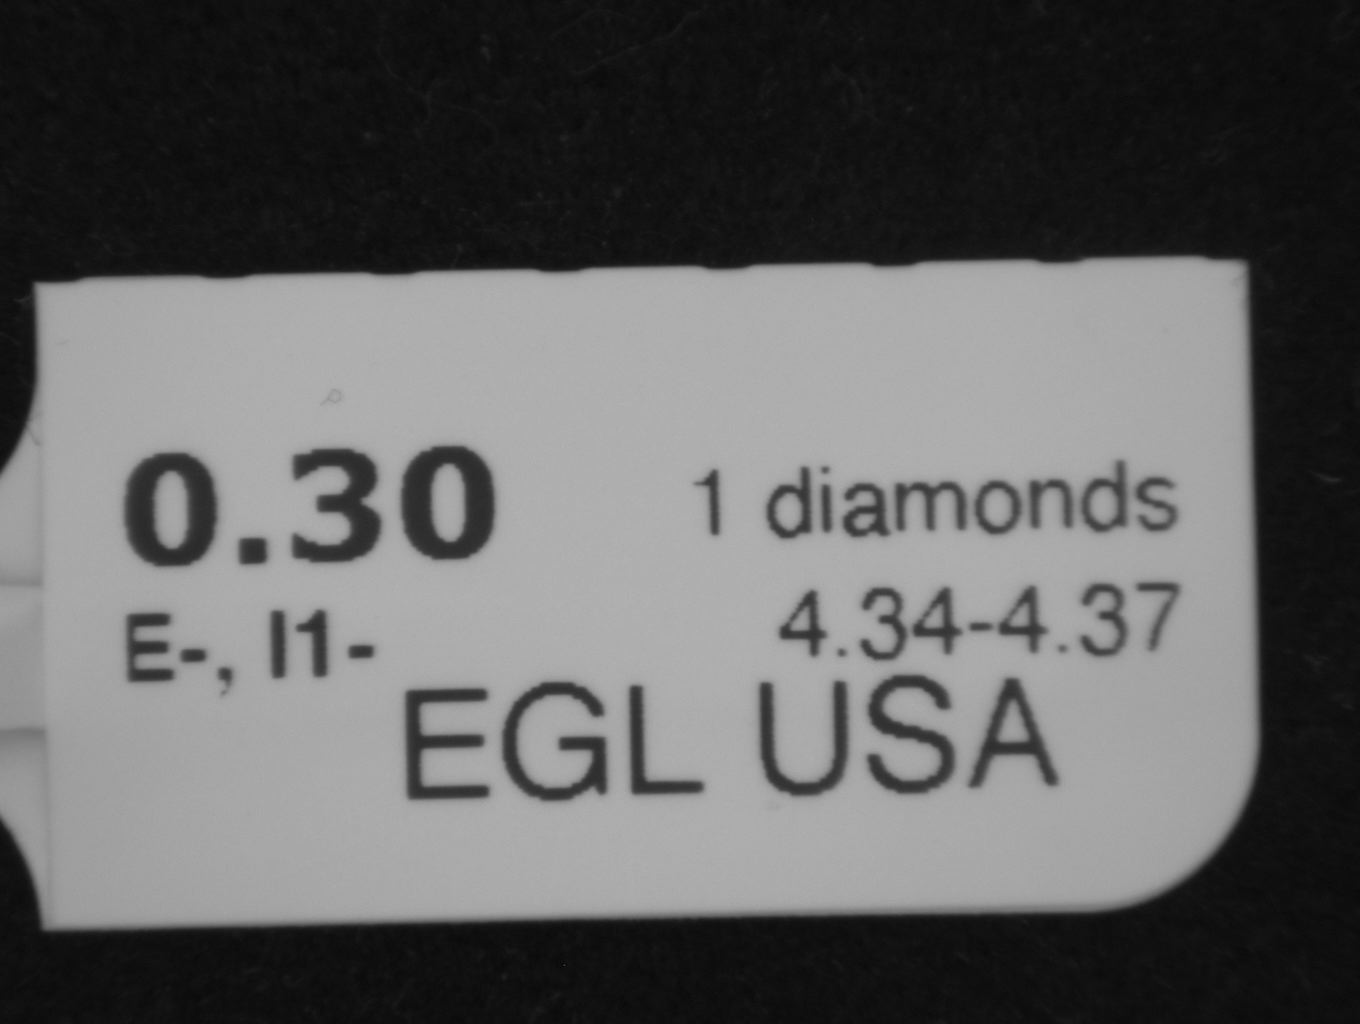 0.30 1 diamonds
E-, I1- 4.34-4.37
EGL USA